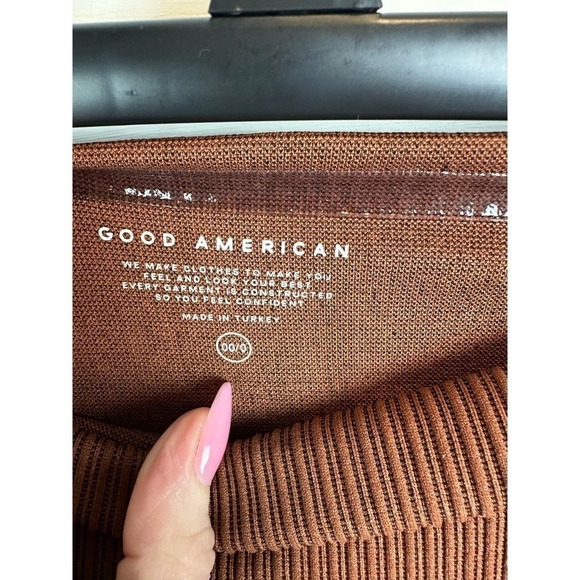 GOOD AMERICAN
WE MAKE CLOTHES TO MAKE YOU
FEEL AND LOOK YOUR BEST.
EVERY GARMENT IS CONSTRUCTED
SO YOU FEEL CONFIDENT.
MADE IN TURKEY
00/0